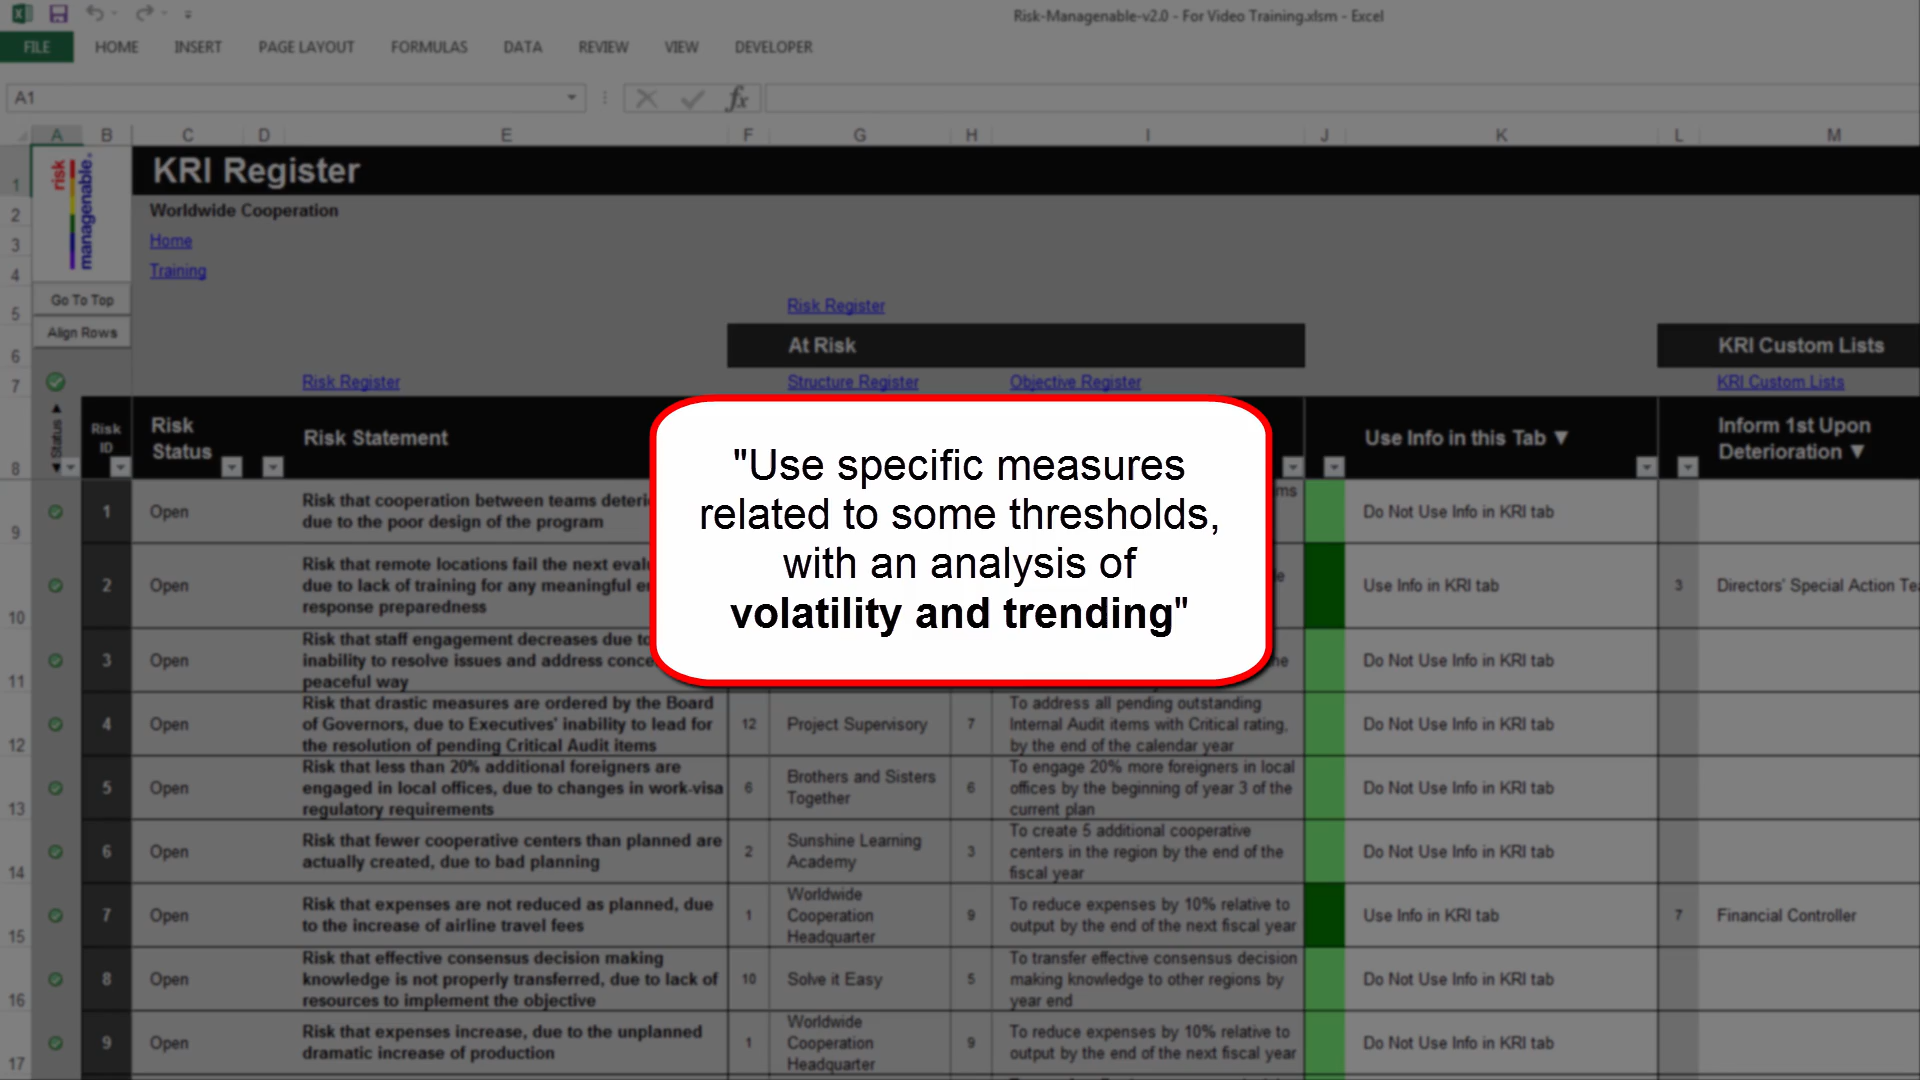 Risk-Managenable-v2.0 - For Video Training.xlsm - Excel
FILE HOME INSERT PAGE LAYOUT FORMULAS DATA REVIEW VIEW DEVELOPER
A1 fx
A B C D E F G H I J K L M
1 risk managenable. KRI Register
2 Worldwide Cooperation
3 Home
4 Training
Go To Top
5 Risk Register
Align Rows
6 At Risk KRI Custom Lists
7 Risk Register Structure Register Objective Register KRI Custom Lists
8 Status Risk ID Risk Status Risk Statement Use Info in this Tab ▼ Inform 1st Upon Deterioration ▼
"Use specific measures
related to some thresholds,
with an analysis of
volatility and trending"
9 1 Open Risk that cooperation between teams
due to the poor design of the program Do Not Use Info in KRI tab
10 2 Open Risk that remote locations fail the next
due to lack of training for any meaningful
response preparedness Use Info in KRI tab 3 Directors' Special Action
11 3 Open Risk that staff engagement decreases due to
inability to resolve issues and address
peaceful way Do Not Use Info in KRI tab
12 4 Open Risk that drastic measures are ordered by the Board
of Governors, due to Executives' inability to lead for
the resolution of pending Critical Audit items 12 Project Supervisory 7 To address all pending outstanding
Internal Audit items with Critical rating,
by the end of the calendar year Do Not Use Info in KRI tab
13 5 Open Risk that less than 20% additional foreigners are
engaged in local offices, due to changes in work-visa
regulatory requirements 6 Brothers and Sisters
Together 6 To engage 20% more foreigners in local
offices by the beginning of year 3 of the
current plan Do Not Use Info in KRI tab
14 6 Open Risk that fewer cooperative centers than planned are
actually created, due to bad planning 2 Sunshine Learning
Academy 3 To create 5 additional cooperative
centers in the region by the end of the
fiscal year Do Not Use Info in KRI tab
15 7 Open Risk that expenses are not reduced as planned, due
to the increase of airline travel fees 1 Worldwide
Cooperation
Headquarter 9 To reduce expenses by 10% relative to
output by the end of the next fiscal year Use Info in KRI tab 7 Financial Controller
16 8 Open Risk that effective consensus decision making
knowledge is not properly transferred, due to lack of
resources to implement the objective 10 Solve it Easy 5 To transfer effective consensus decision
making knowledge to other regions by
year end Do Not Use Info in KRI tab
17 9 Open Risk that expenses increase, due to the unplanned
dramatic increase of production 1 Worldwide
Cooperation
Headquarter 9 To reduce expenses by 10% relative to
output by the end of the next fiscal year Do Not Use Info in KRI tab